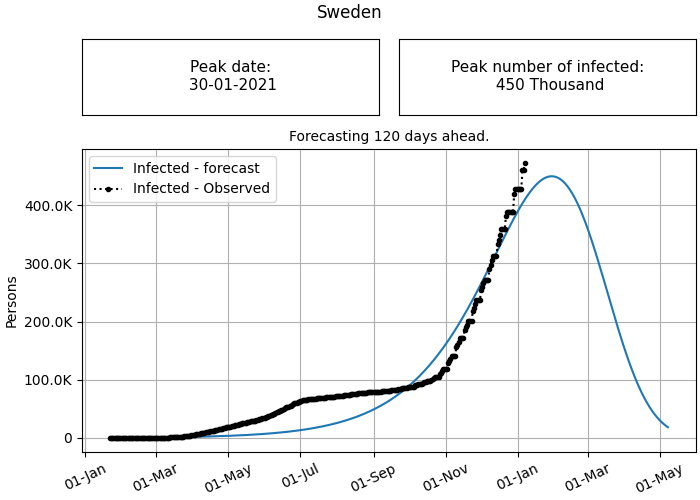 Sweden
Peak date:
30-01-2021
Peak number of infected:
450 Thousand
Forecasting 120 days ahead.
Infected - forecast
Infected - Observed
400.0K
300.0K
200.0K
100.0K
0
Persons
01-Jan
01-Mar
01-May
01-Jul
01-Sep
01-Nov
01-Jan
01-Mar
01-May